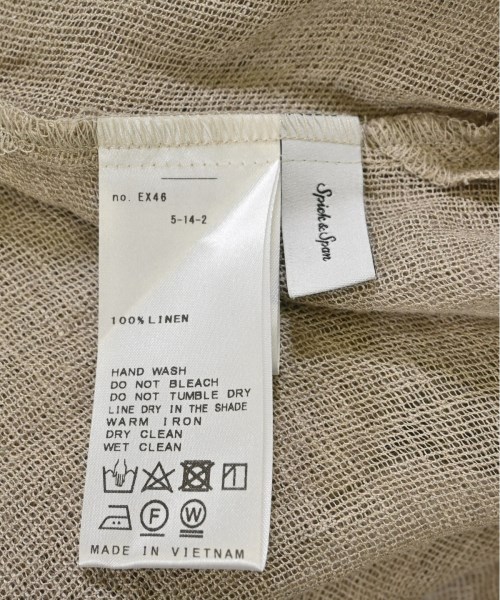 no. EX46
5-14-2
100% LINEN
HAND WASH
DO NOT BLEACH
DO NOT TUMBLE DRY
LINE DRY IN THE SHADE
WARM IRON
DRY CLEAN
WET CLEAN
F W
MADE IN VIETNAM
Spick & Span